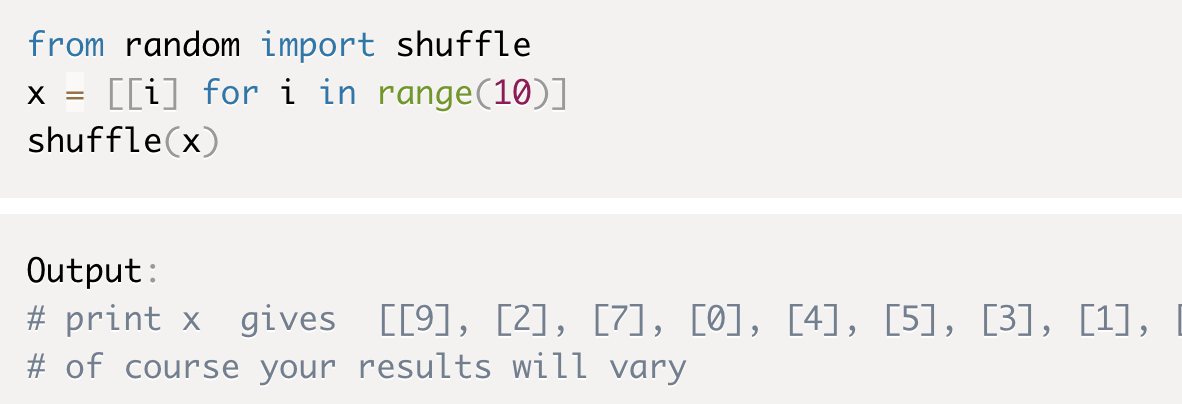 from random import shuffle
x = [[i] for i in range(10)]
shuffle(x)
Output:
# print x  gives  [[9], [2], [7], [0], [4], [5], [3], [1], [
# of course your results will vary